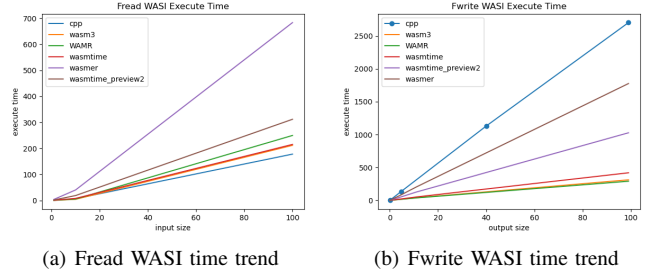 Fread WASI Execute Time
cpp
wasm3
WAMR
wasmtime
wasmer
wasmtime_preview2
execute time
700
600
500
400
300
200
100
0
0 20 40 60 80 100
input size
(a) Fread WASI time trend
Fwrite WASI Execute Time
cpp
wasm3
WAMR
wasmtime
wasmtime_preview2
wasmer
execute time
2500
2000
1500
1000
500
0
0 20 40 60 80 100
output size
(b) Fwrite WASI time trend